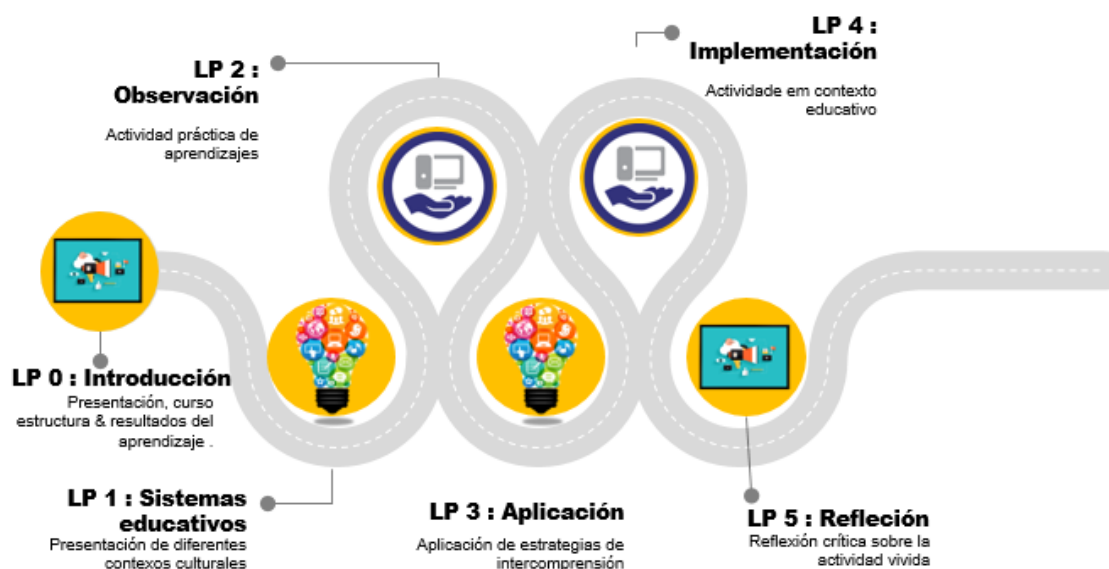 LP 0 : Introducción
Presentación, curso
estructura & resultados del
aprendizaje .
LP 1 : Sistemas
educativos
Presentación de diferentes
contexos culturales
LP 2 :
Observación
Actividad práctica de
aprendizajes
LP 3 : Aplicación
Aplicación de estrategias de
intercomprensión
LP 4 :
Implementación
Actividade em contexto
educativo
LP 5 : Refleción
Reflexión crítica sobre la
actividad vivida